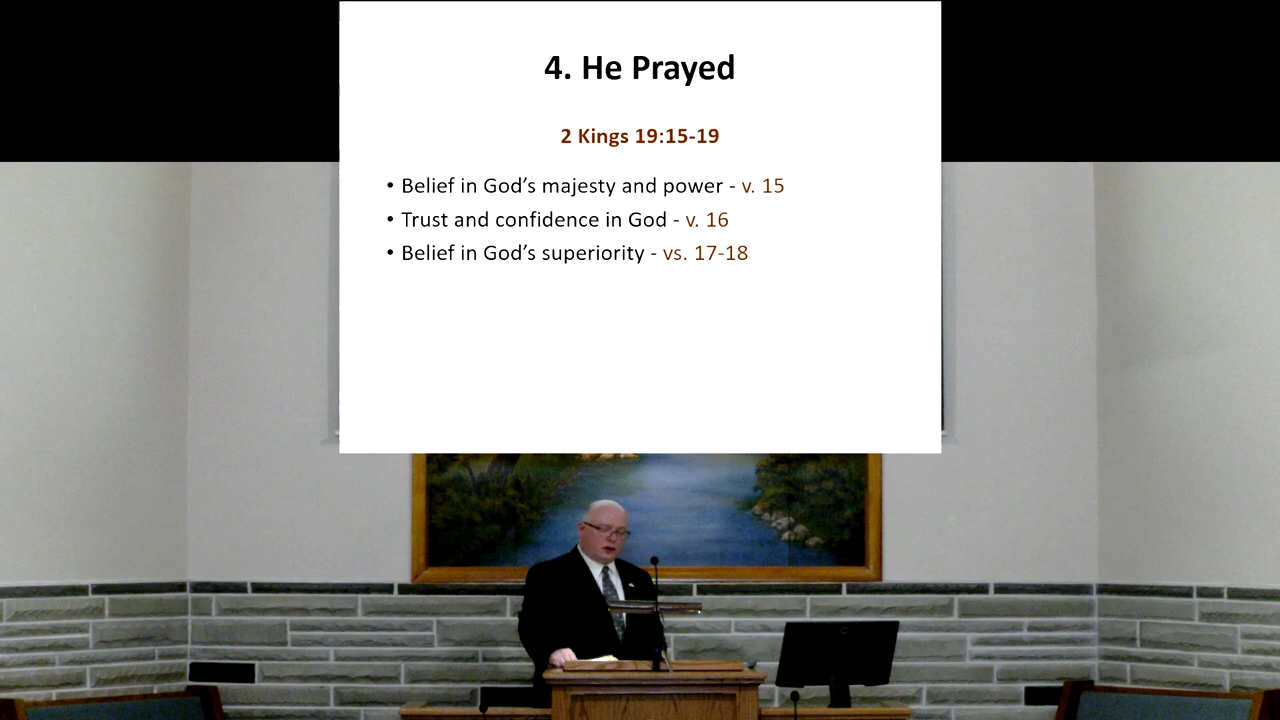 4. He Prayed
2 Kings 19:15-19
• Belief in God’s majesty and power - v. 15
• Trust and confidence in God - v. 16
• Belief in God’s superiority - vs. 17-18